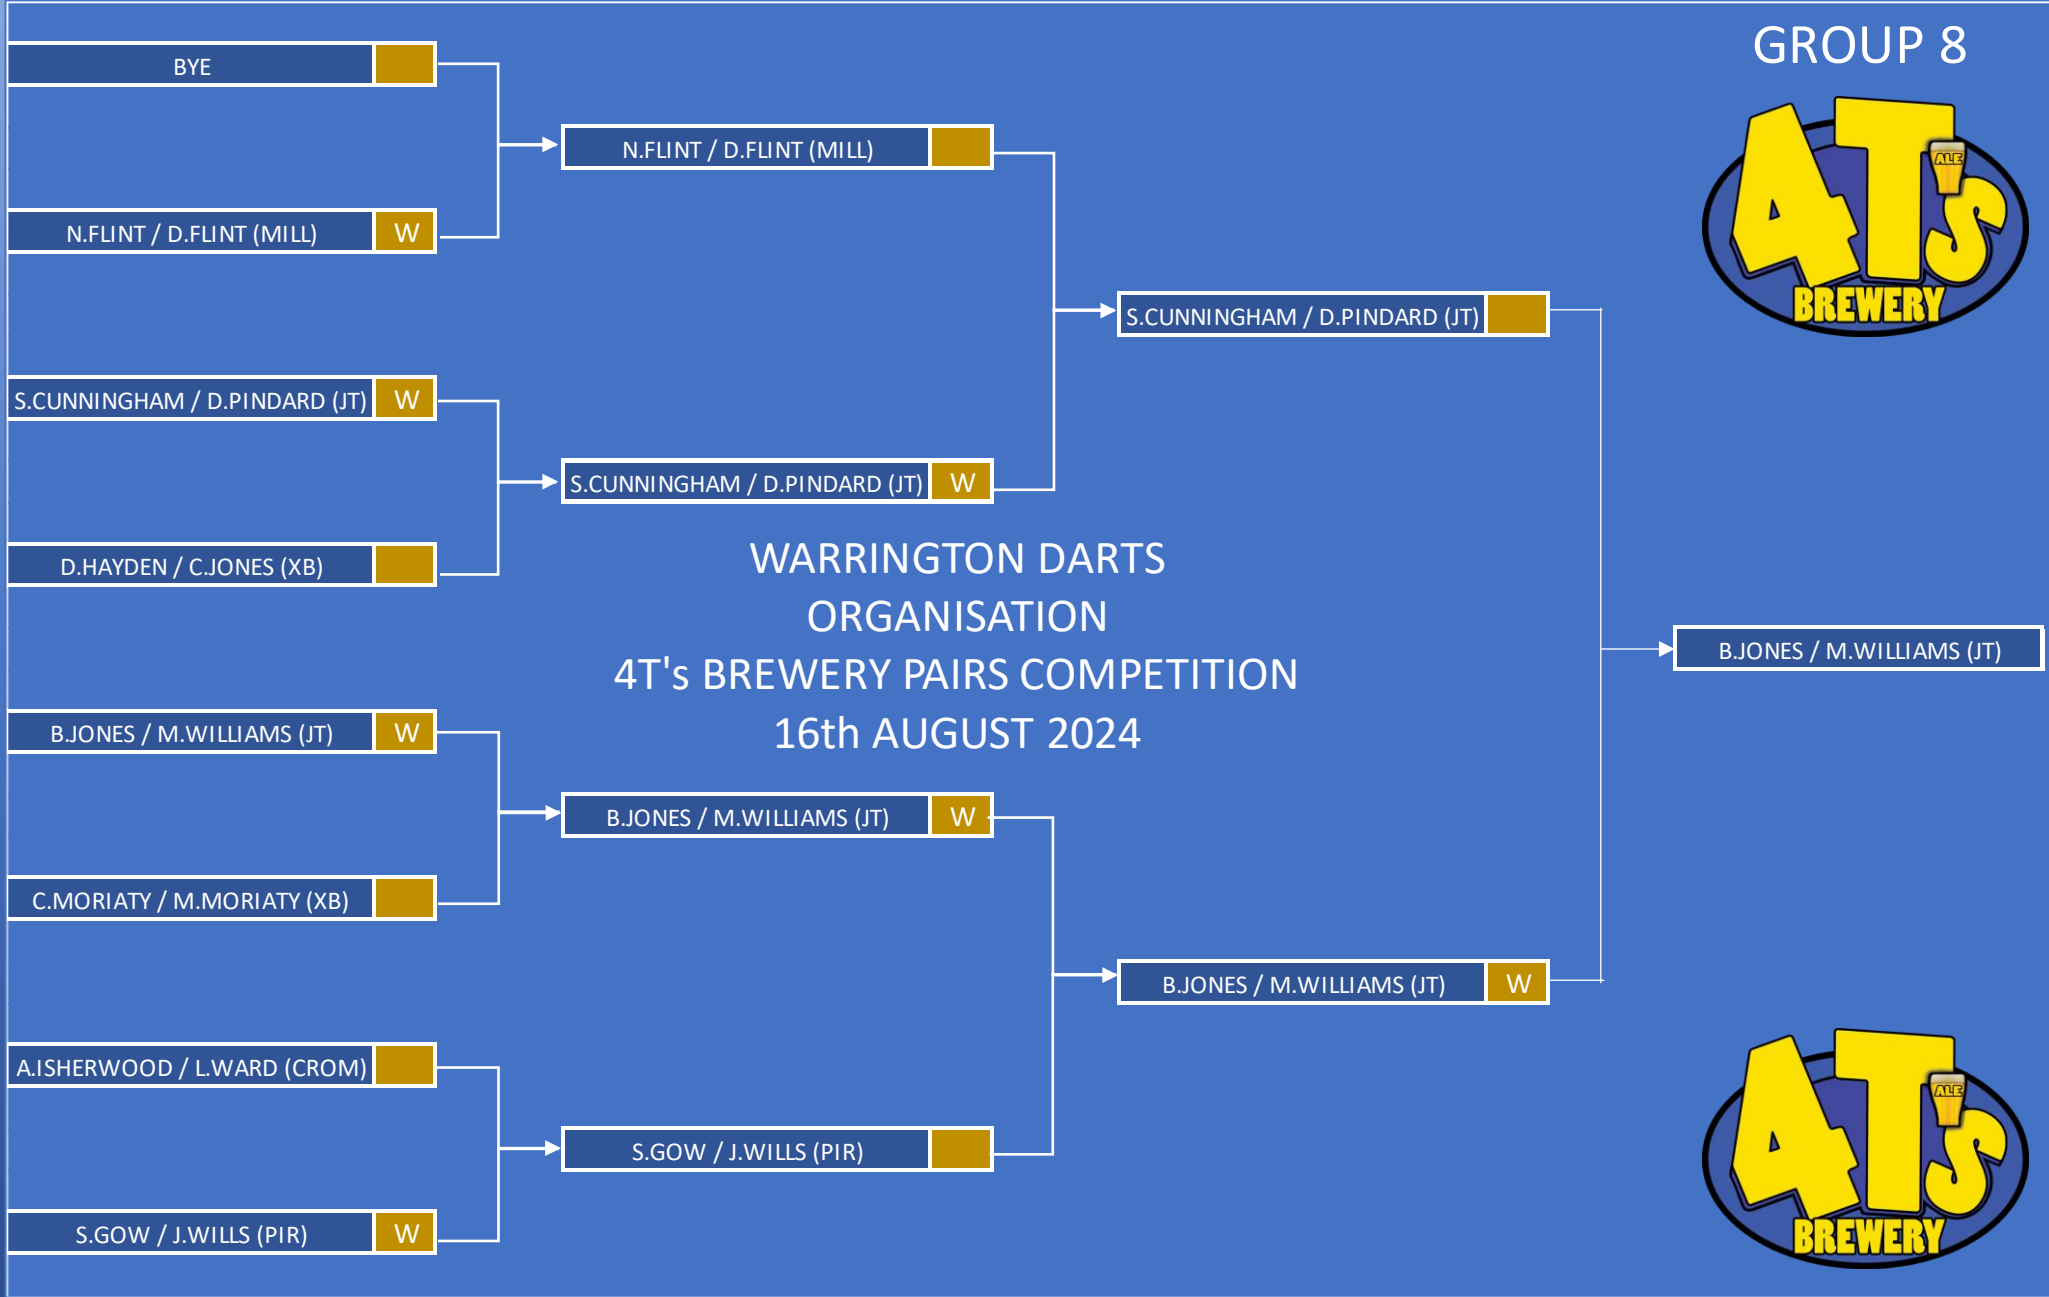 GROUP 8
4T's
ALE
BREWERY
BYE
N.FLINT / D.FLINT (MILL)
N.FLINT / D.FLINT (MILL) W
S.CUNNINGHAM / D.PINDARD (JT)
S.CUNNINGHAM / D.PINDARD (JT) W
S.CUNNINGHAM / D.PINDARD (JT) W
D.HAYDEN / C.JONES (XB)
WARRINGTON DARTS
ORGANISATION
4T's BREWERY PAIRS COMPETITION
16th AUGUST 2024
B.JONES / M.WILLIAMS (JT)
B.JONES / M.WILLIAMS (JT) W
B.JONES / M.WILLIAMS (JT) W
C.MORIATY / M.MORIATY (XB)
B.JONES / M.WILLIAMS (JT) W
A.ISHERWOOD / L.WARD (CROM)
S.GOW / J.WILLS (PIR)
S.GOW / J.WILLS (PIR) W
4T's
ALE
BREWERY